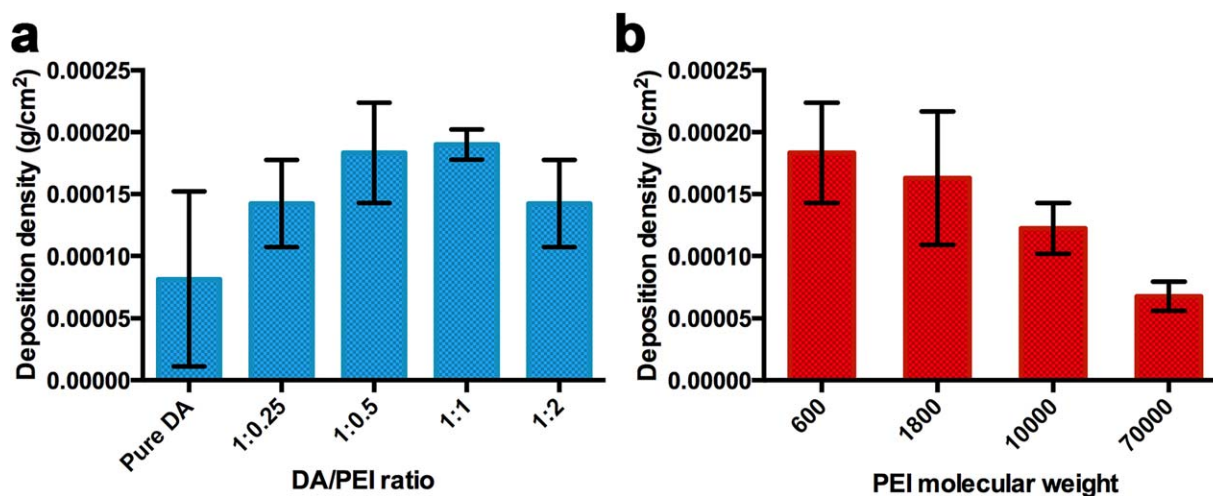 a
Deposition density (g/cm²)
0.00025
0.00020
0.00015
0.00010
0.00005
0.00000
Pure DA
1:0.25
1:0.5
1:1
1:2
DA/PEI ratio
b
Deposition density (g/cm²)
0.00025
0.00020
0.00015
0.00010
0.00005
0.00000
600
1800
10000
70000
PEI molecular weight